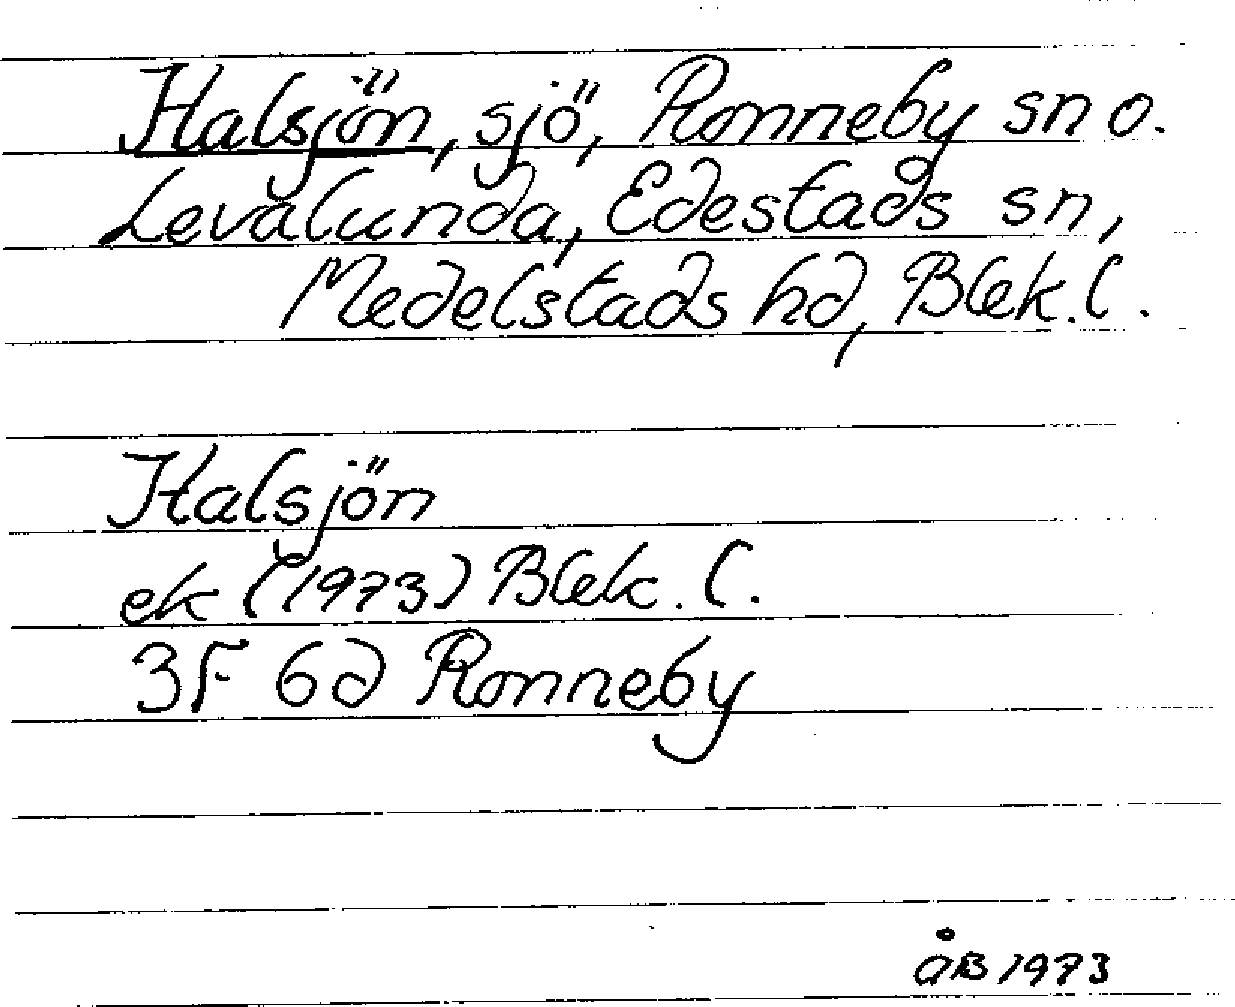 Halsjön, sjö, Ronneby sn o.
Levalunda, Edestads sn,
Medelstads hd, Blek. l.
Halsjön
ek (1973) Blek. l.
3F 6d Ronneby
ÅB 1973